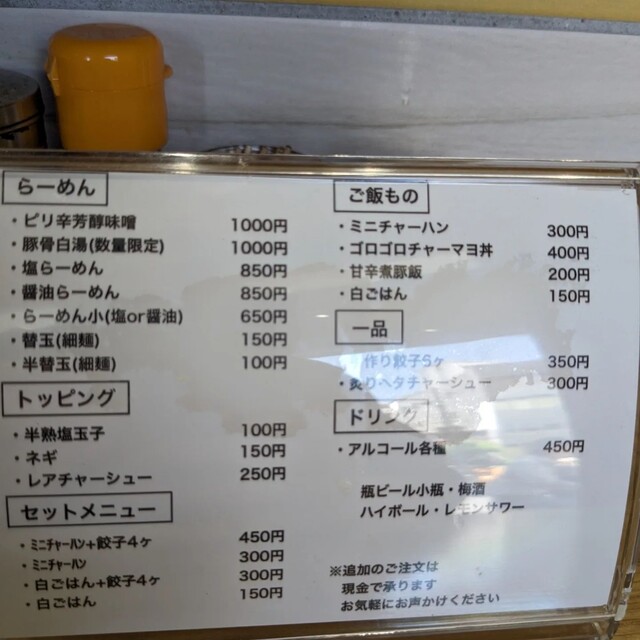 らーめん
・ピリ辛芳醇味噌 1000円
・豚骨白湯(数量限定) 1000円
・塩らーめん 850円
・醤油らーめん 850円
・らーめん小(塩or醤油) 650円
・替玉(細麺) 150円
・半替玉(細麺) 100円
トッピング
・半熟塩玉子 100円
・ネギ 150円
・レアチャーシュー 250円
セットメニュー
・ﾐﾆﾁｬｰﾊﾝ+餃子4ヶ 450円
・ﾐﾆﾁｬｰﾊﾝ 300円
・白ごはん+餃子4ヶ 300円
・白ごはん 150円
ご飯もの
・ミニチャーハン 300円
・ゴロゴロチャーマヨ丼 400円
・甘辛煮豚飯 200円
・白ごはん 150円
一品
作り餃子5ヶ 350円
・炙りヘタチャーシュー 300円
ドリンク
・アルコール各種 450円
瓶ビール小瓶・梅酒
ハイボール・レモンサワー
※追加のご注文は
現金で承ります
お気軽にお声かけください